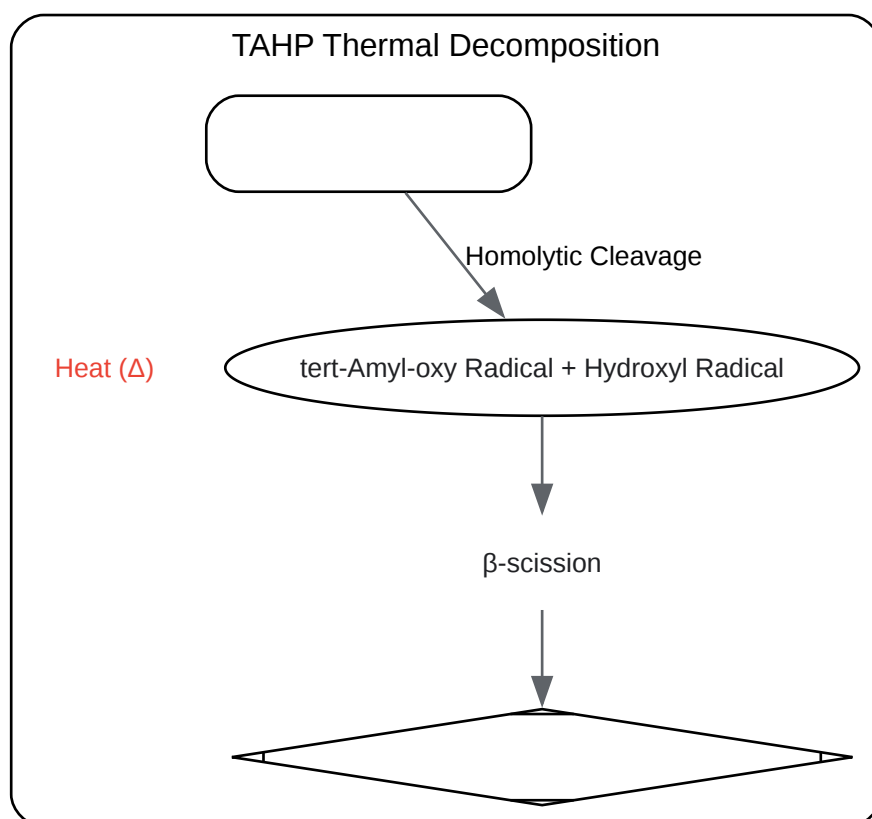 TAHP Thermal Decomposition
Homolytic Cleavage
Heat (Δ)
tert-Amyl-oxy Radical + Hydroxyl Radical
β-scission